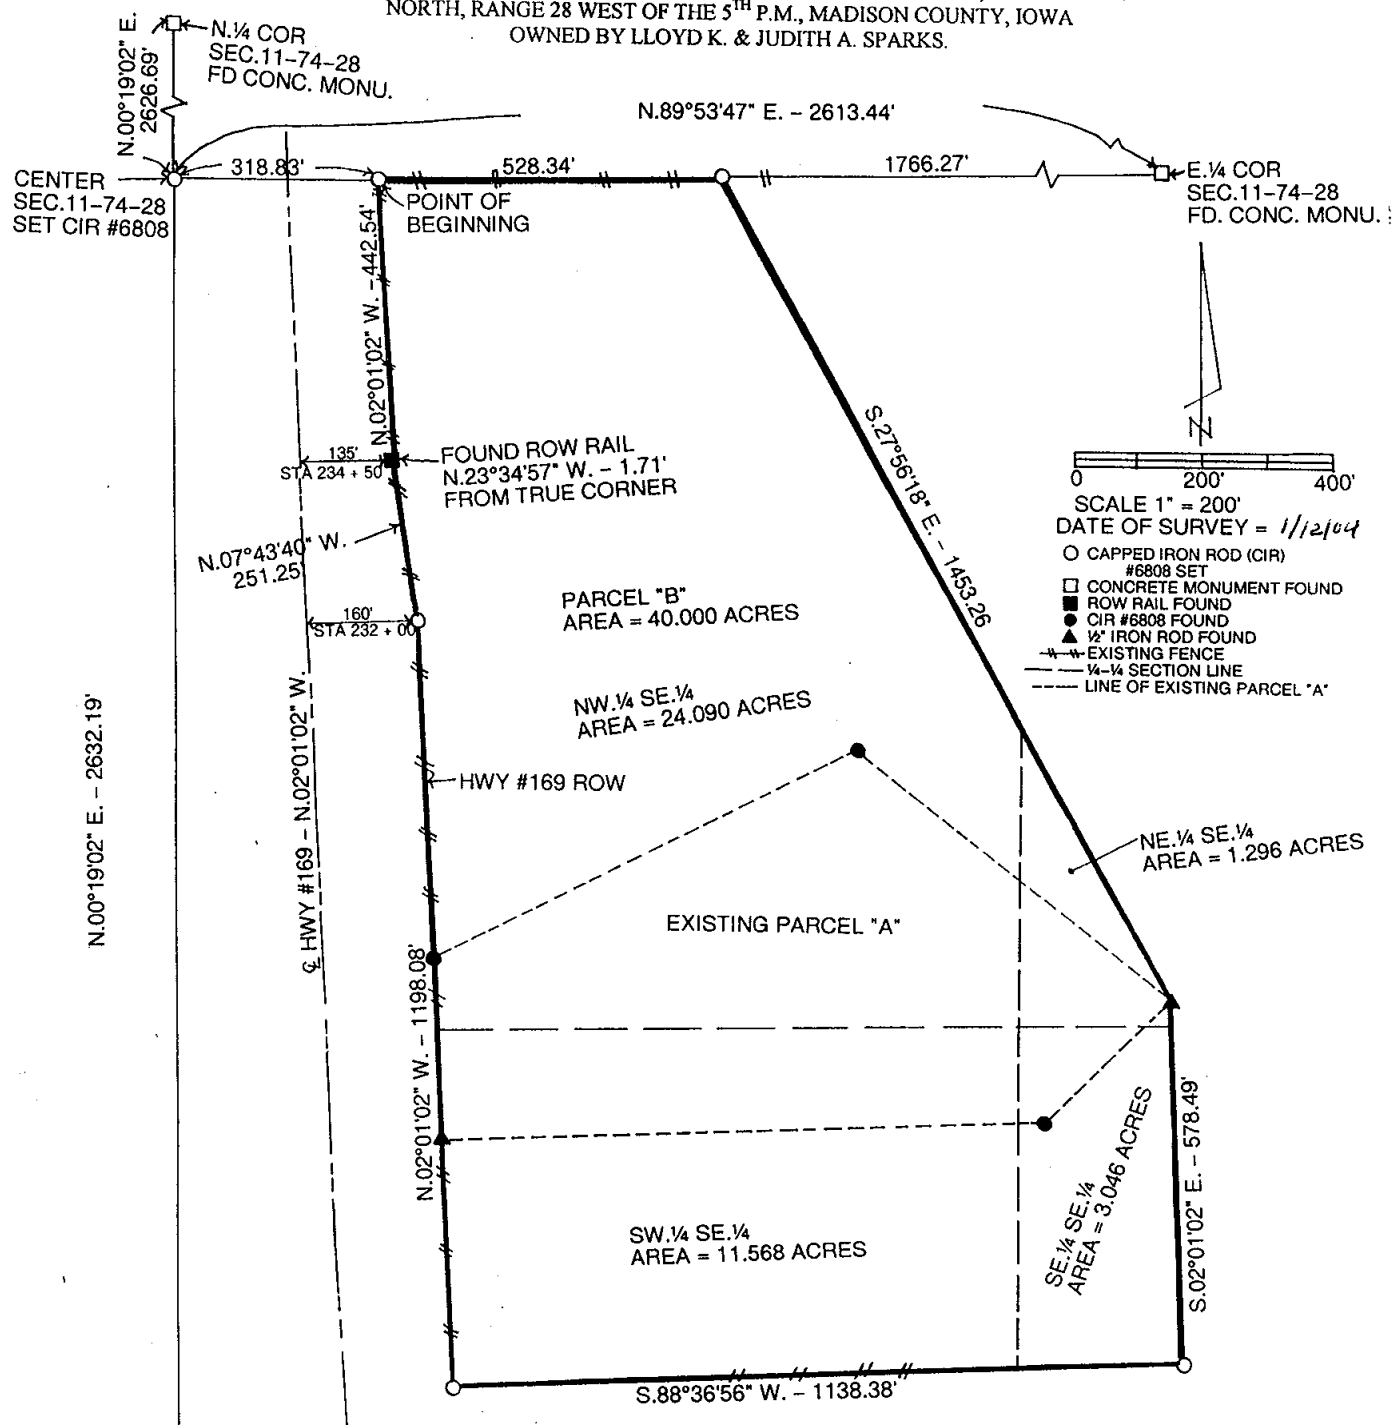 NORTH, RANGE 28 WEST OF THE 5TH P.M., MADISON COUNTY, IOWA
OWNED BY LLOYD K. & JUDITH A. SPARKS.
N.00°19'02" E.
2626.69'
N.¼ COR
SEC.11-74-28
FD CONC. MONU.
N.89°53'47" E. - 2613.44'
318.83'
528.34'
1766.27'
CENTER
SEC.11-74-28
SET CIR #6808
POINT OF
BEGINNING
E.¼ COR
SEC.11-74-28
FD. CONC. MONU.
N.02°01'02" W. - 442.54'
135'
STA 234 + 50
FOUND ROW RAIL
N.23°34'57" W. - 1.71'
FROM TRUE CORNER
S.27°56'18" E. - 1453.26
N
0 200' 400'
SCALE 1" = 200'
DATE OF SURVEY = 1/12/04
CAPPED IRON ROD (CIR)
#6808 SET
CONCRETE MONUMENT FOUND
ROW RAIL FOUND
CIR #6808 FOUND
½" IRON ROD FOUND
EXISTING FENCE
¼-¼ SECTION LINE
LINE OF EXISTING PARCEL "A"
N.07°43'40" W.
251.25'
160'
STA 232 + 00
PARCEL "B"
AREA = 40.000 ACRES
NW.¼ SE.¼
AREA = 24.090 ACRES
HWY #169 ROW
N.00°19'02" E. - 2632.19'
℄ HWY #169 - N.02°01'02" W.
NE.¼ SE.¼
AREA = 1.296 ACRES
EXISTING PARCEL "A"
N.02°01'02" W. - 1198.08'
SW.¼ SE.¼
AREA = 11.568 ACRES
SE.¼ SE.¼
AREA = 3.046 ACRES
S.02°01'02" E. - 578.49'
S.88°36'56" W. - 1138.38'